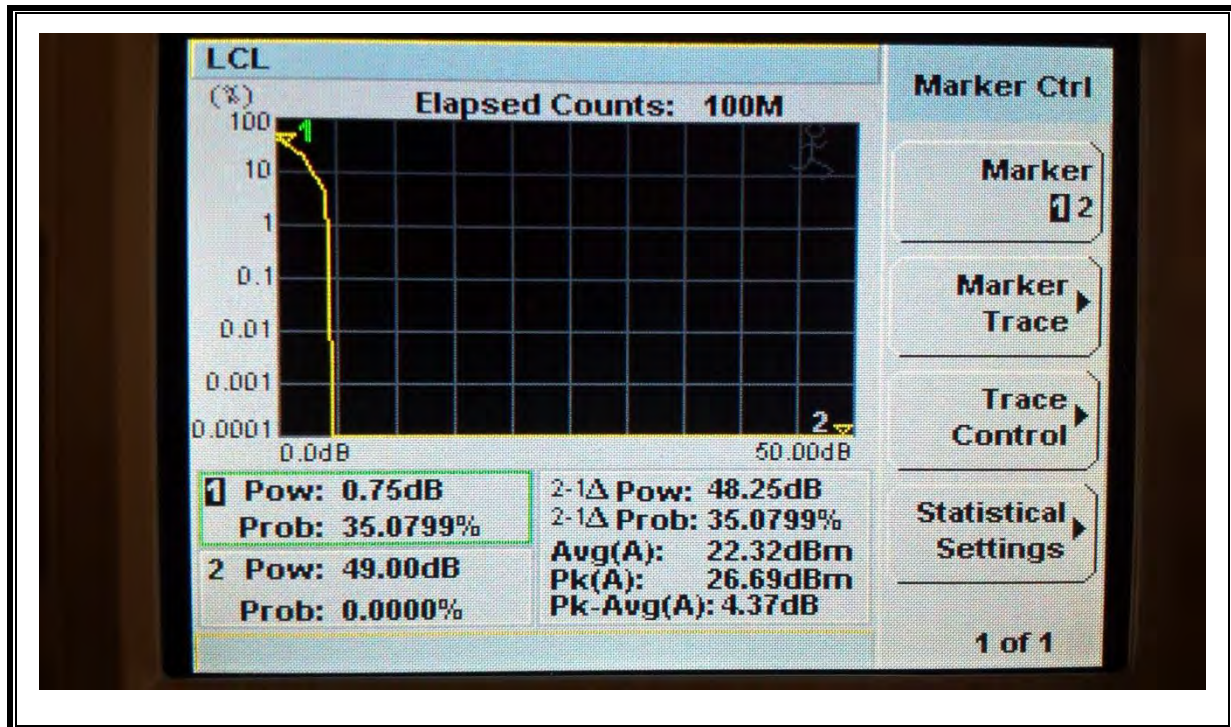 LCL
(%)
Elapsed Counts: 100M
100
1
10
1
0.1
0.01
0.001
0.0001
2
0.0dB
50.00dB
1 Pow: 0.75dB
Prob: 35.0799%
2 Pow: 49.00dB
Prob: 0.0000%
2-1Δ Pow: 48.25dB
2-1Δ Prob: 35.0799%
Avg(A): 22.32dBm
Pk(A): 26.69dBm
Pk-Avg(A): 4.37dB
Marker Ctrl
Marker
1 2
Marker
Trace
Trace
Control
Statistical
Settings
1 of 1